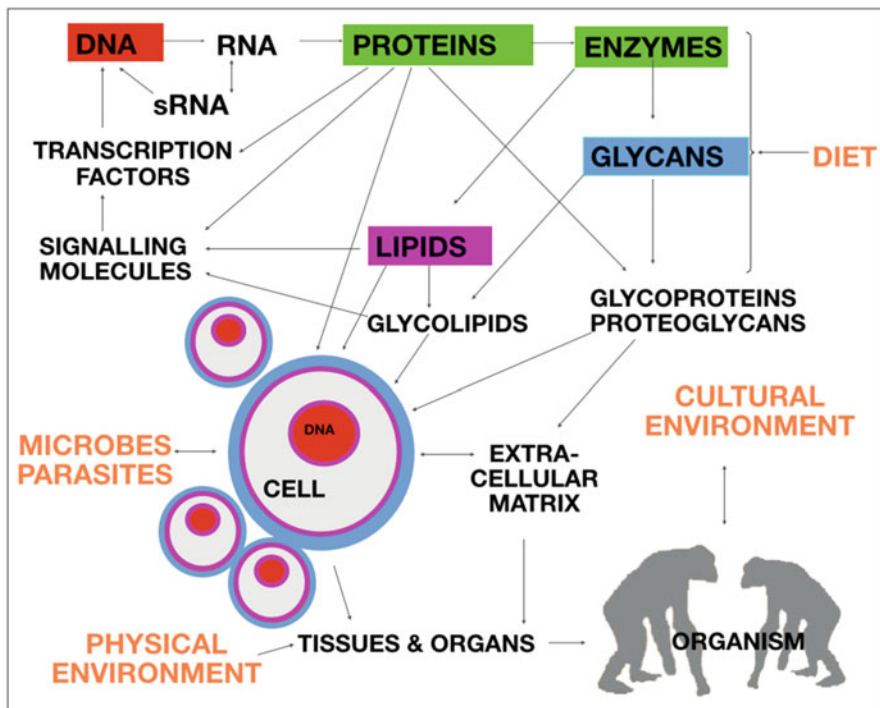 DNA
RNA
PROTEINS
ENZYMES
sRNA
TRANSCRIPTION
FACTORS
GLYCANS
DIET
SIGNALLING
MOLECULES
LIPIDS
GLYCOLIPIDS
GLYCOPROTEINS
PROTEOGLYCANS
CULTURAL
ENVIRONMENT
DNA
CELL
MICROBES
PARASITES
EXTRA-
CELLULAR
MATRIX
PHYSICAL
ENVIRONMENT
TISSUES & ORGANS
ORGANISM